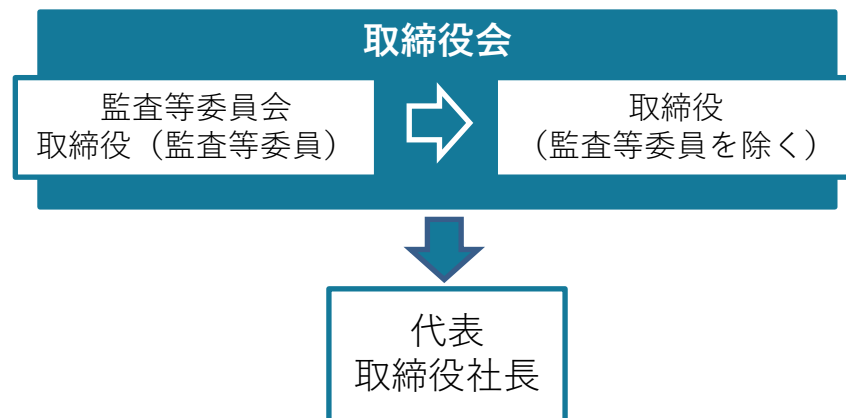 取締役会
監査等委員会
取締役（監査等委員）
取締役
（監査等委員を除く）
代表
取締役社長